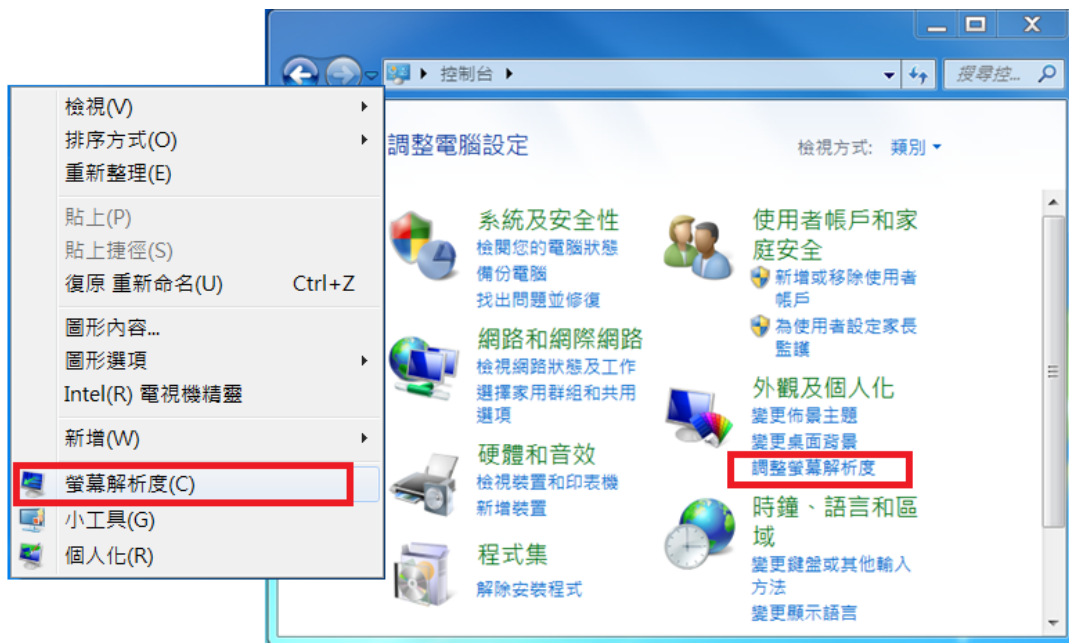 檢視(V)
排序方式(O)
重新整理(E)
貼上(P)
貼上捷徑(S)
復原 重新命名(U) Ctrl+Z
圖形內容...
圖形選項
Intel(R) 電視機精靈
新增(W)
螢幕解析度(C)
小工具(G)
個人化(R)
控制台
搜尋控...
調整電腦設定
檢視方式: 類別
系統及安全性
檢閱您的電腦狀態
備份電腦
找出問題並修復
網路和網際網路
檢視網路狀態及工作
選擇家用群組和共用
選項
硬體和音效
檢視裝置和印表機
新增裝置
程式集
解除安裝程式
使用者帳戶和家
庭安全
新增或移除使用者
帳戶
為使用者設定家長
監護
外觀及個人化
變更佈景主題
變更桌面背景
調整螢幕解析度
時鐘、語言和區
域
變更鍵盤或其他輸入
方法
變更顯示語言